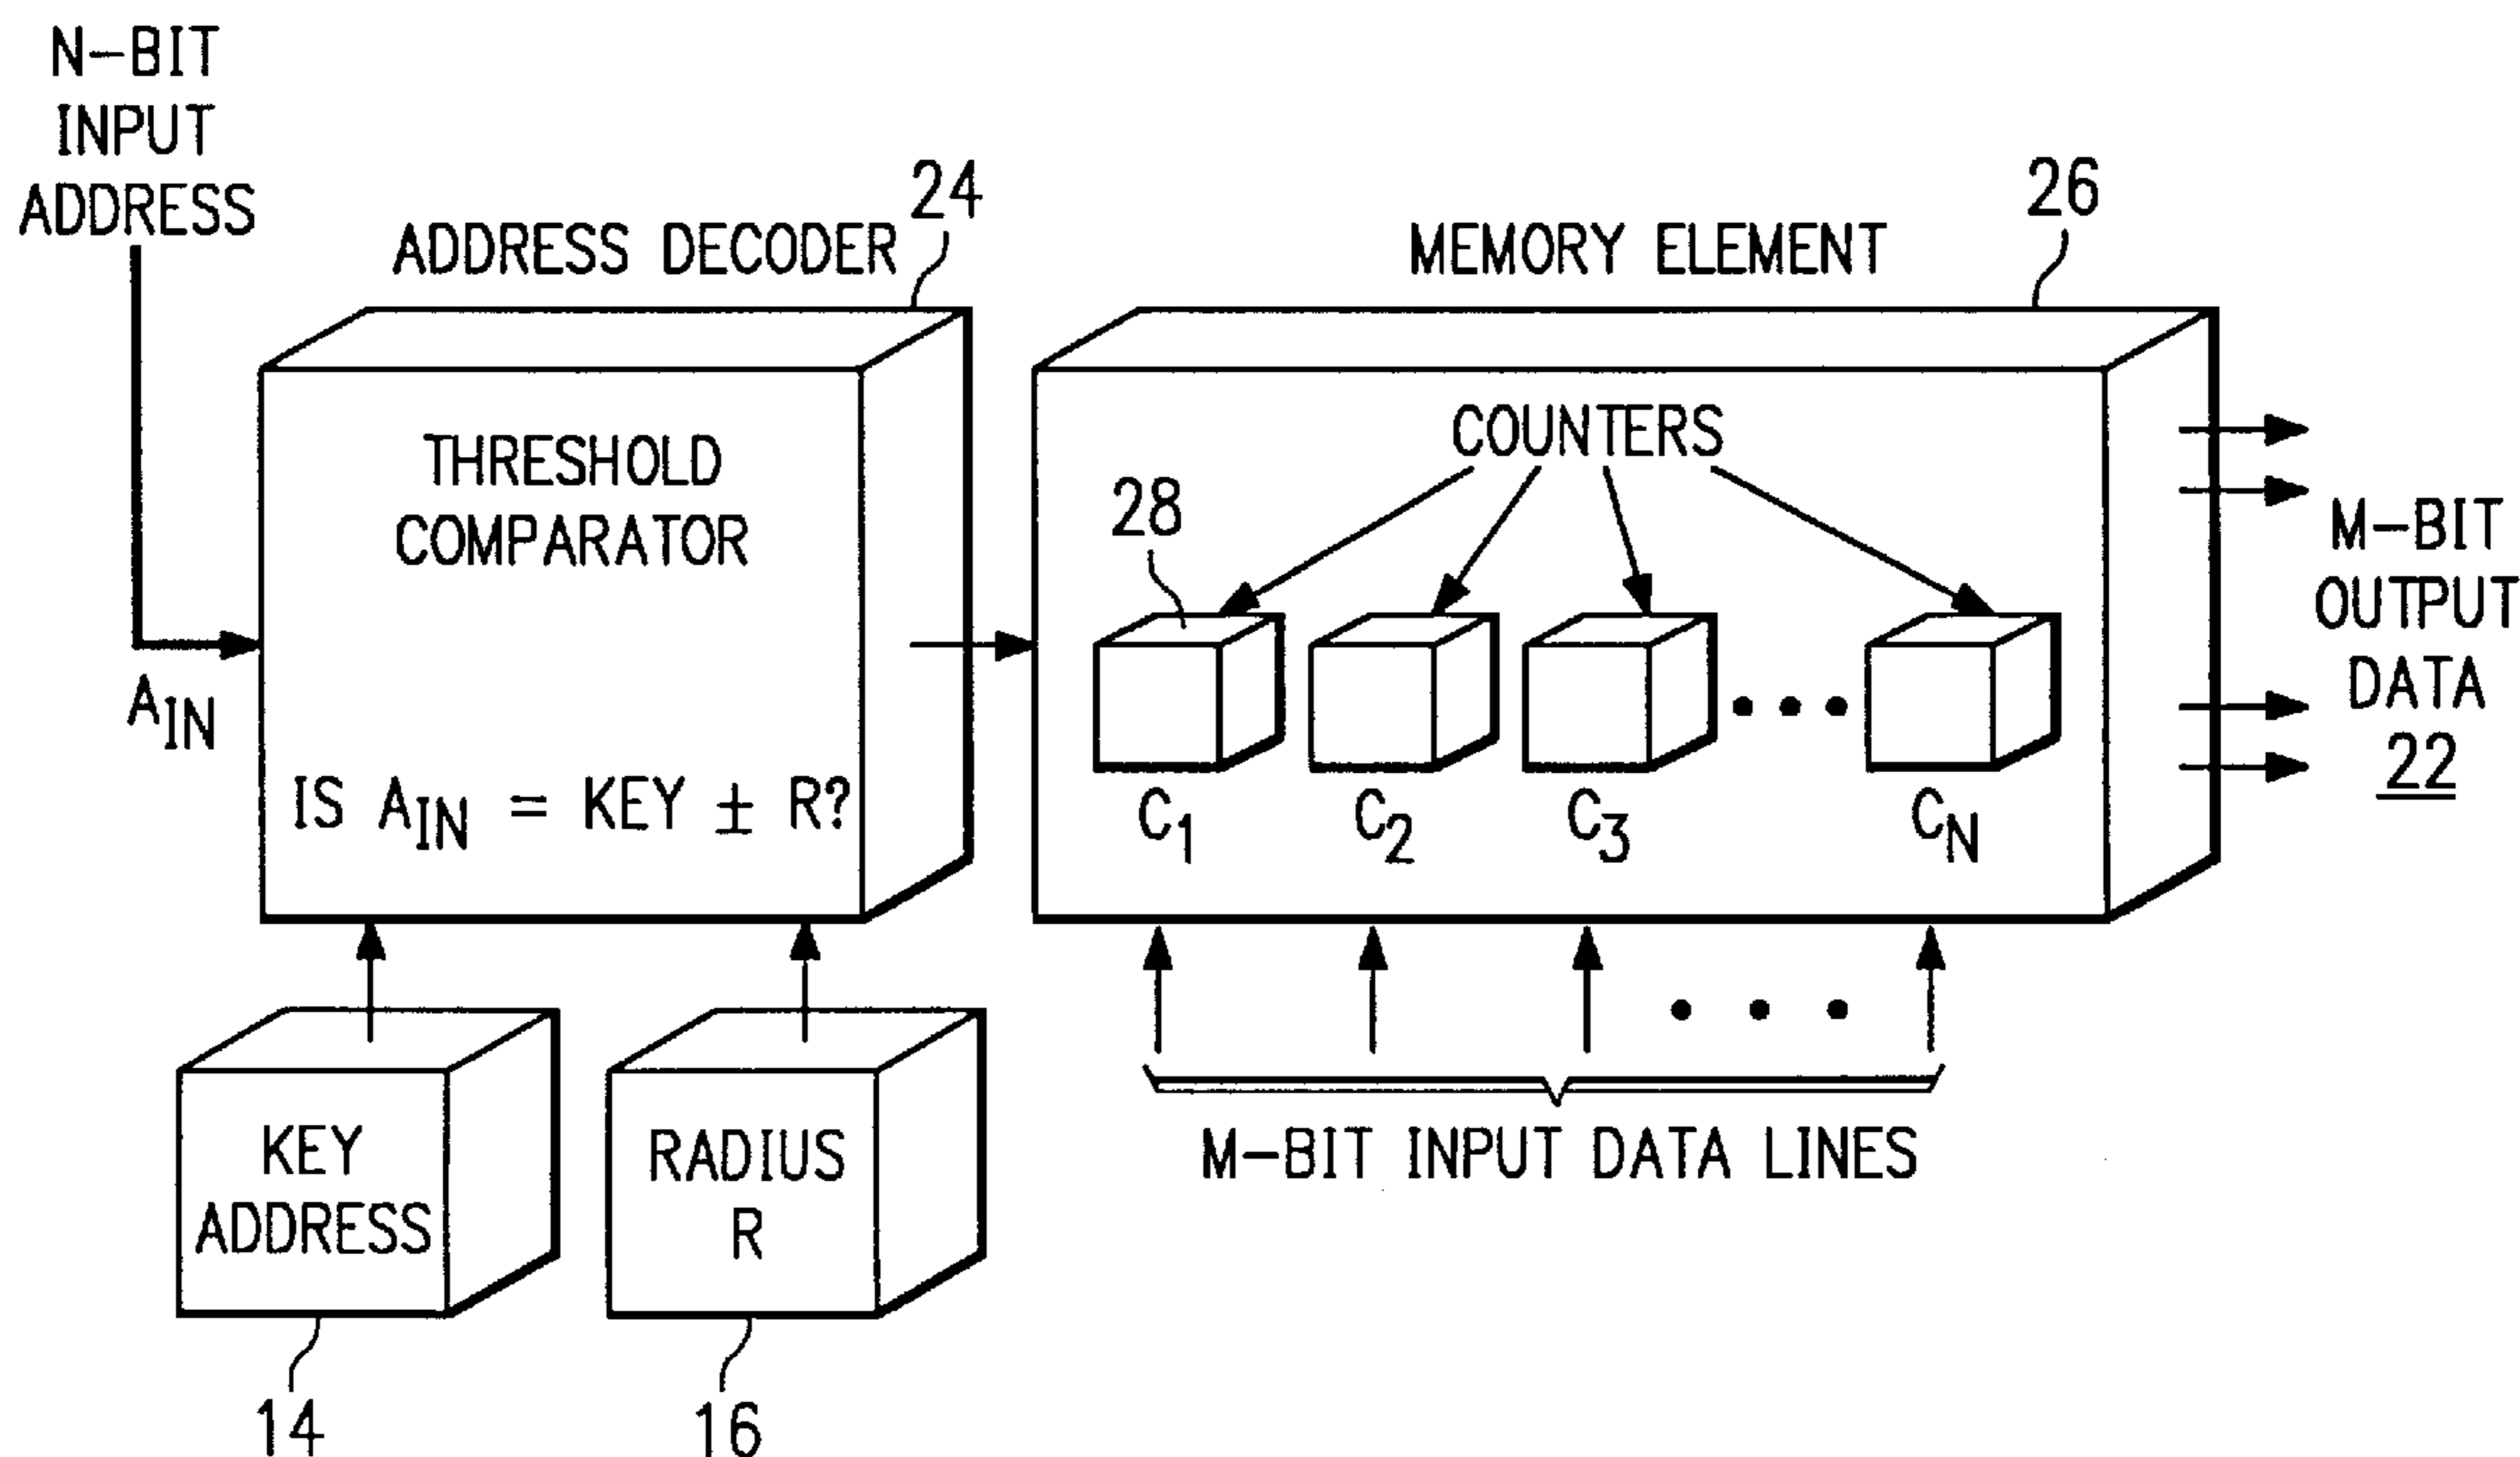 N-BIT
INPUT
ADDRESS
24
26
ADDRESS DECODER
MEMORY ELEMENT
THRESHOLD
COMPARATOR
COUNTERS
28
M-BIT
OUTPUT
DATA
22
A_IN
IS A_IN = KEY ± R?
C_1
C_2
C_3
C_N
KEY
ADDRESS
RADIUS
R
M-BIT INPUT DATA LINES
14
16